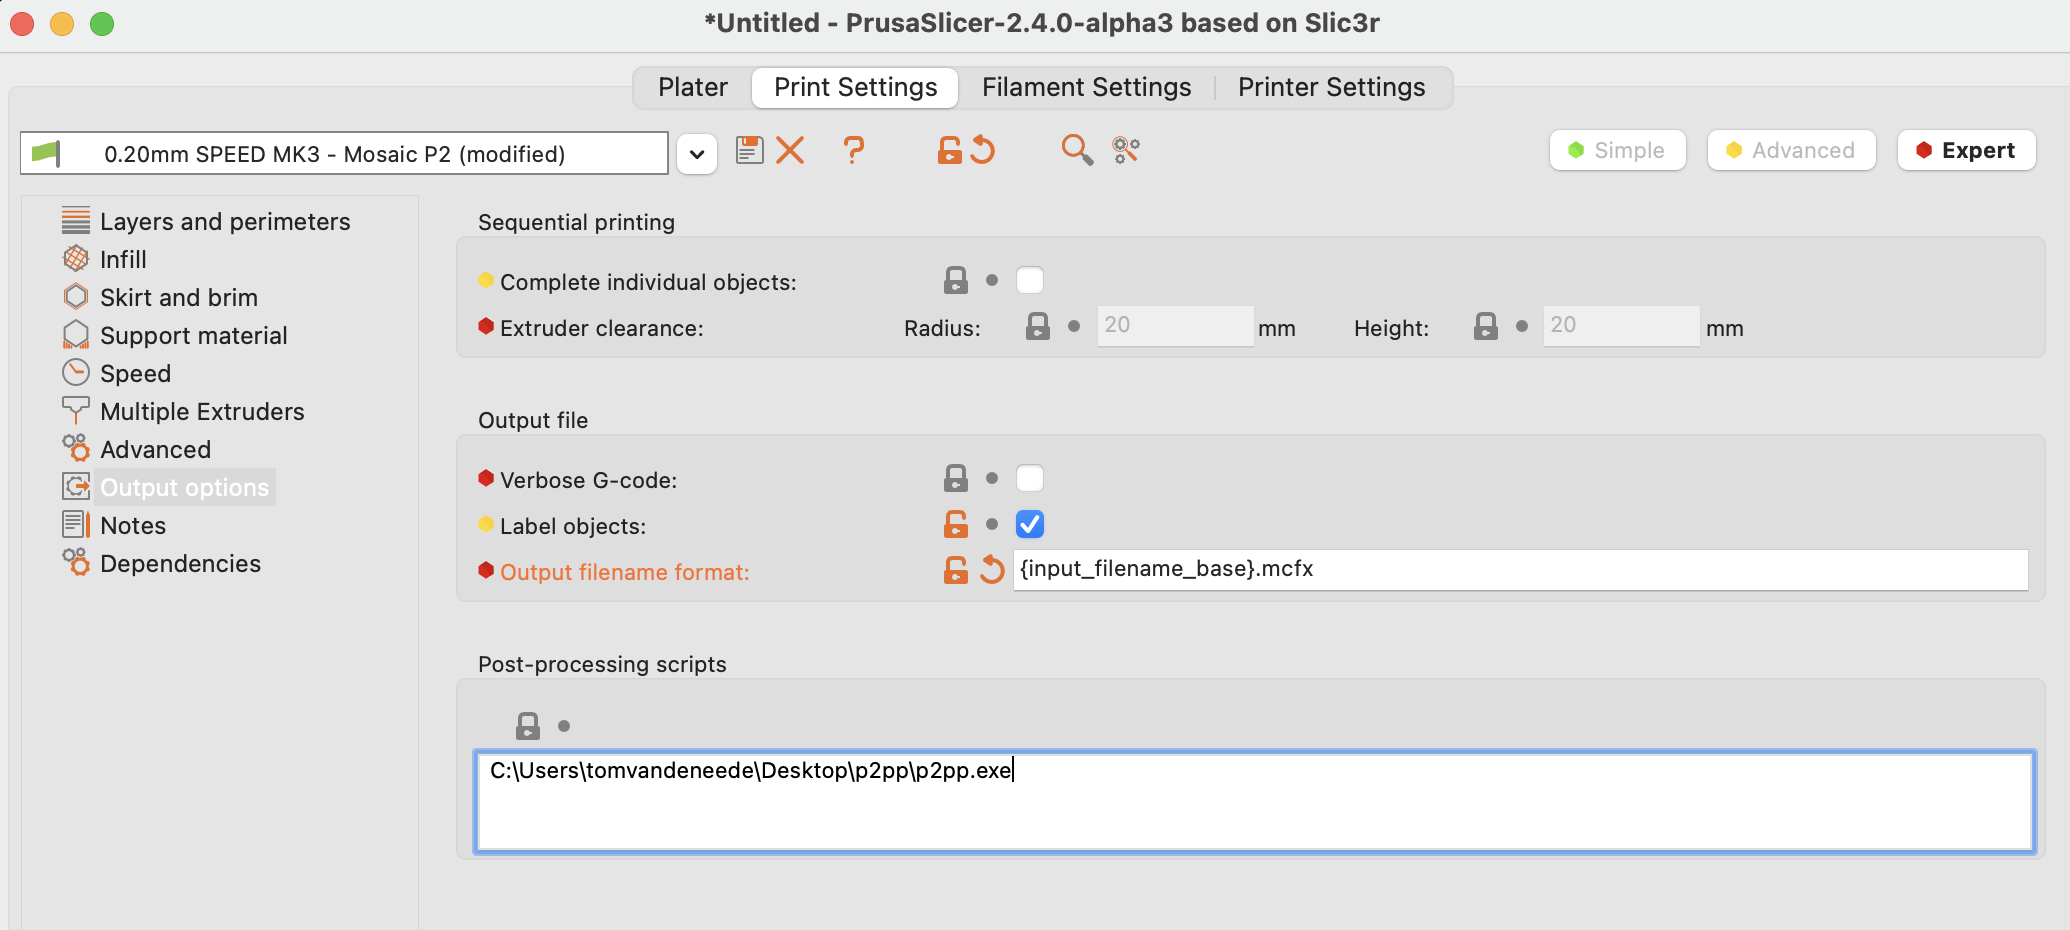 *Untitled - PrusaSlicer-2.4.0-alpha3 based on Slic3r
Plater Print Settings Filament Settings Printer Settings
0.20mm SPEED MK3 - Mosaic P2 (modified) ? Simple Advanced Expert
Layers and perimeters
Infill
Skirt and brim
Support material
Speed
Multiple Extruders
Advanced
Output options
Notes
Dependencies
Sequential printing
Complete individual objects:
Extruder clearance: Radius: 20 mm Height: 20 mm
Output file
Verbose G-code:
Label objects:
Output filename format: {input_filename_base}.mcfx
Post-processing scripts
C:\Users\tomvandeneede\Desktop\p2pp\p2pp.exe